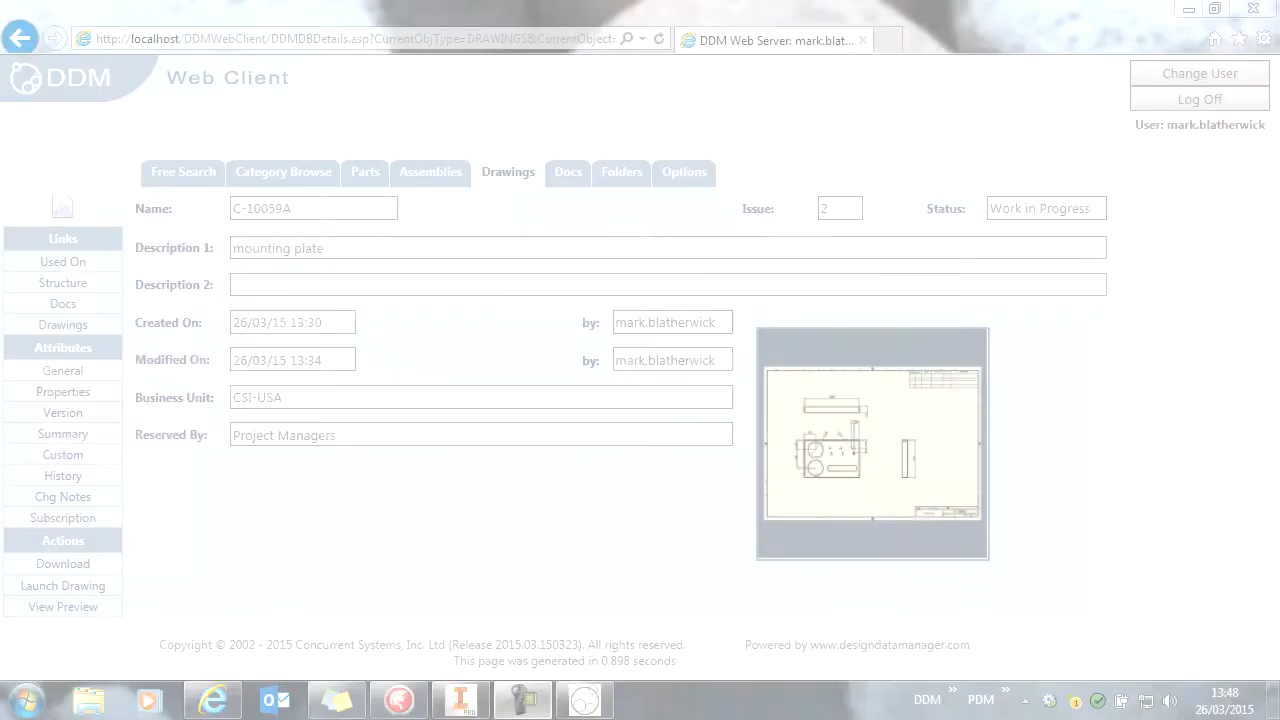 http://localhost/DDMWebClient/DDMDBDetails.asp?CurrentObjType=DRAWINGS&CurrentObject=
DDM Web Server: mark.blat...
DDM
Web Client
Change User
Log Off
User: mark.blatherwick
Free Search
Category Browse
Parts
Assemblies
Drawings
Docs
Folders
Options
Name: C-10059A Issue: 2 Status: Work in Progress
Description 1: mounting plate
Description 2:
Created On: 26/03/15 13:30 by: mark.blatherwick
Modified On: 26/03/15 13:34 by: mark.blatherwick
Business Unit: CSI-USA
Reserved By: Project Managers
Links
Used On
Structure
Docs
Drawings
Attributes
General
Properties
Version
Summary
Custom
History
Chg Notes
Subscription
Actions
Download
Launch Drawing
View Preview
Copyright © 2002 - 2015 Concurrent Systems, Inc. Ltd (Release 2015.03.150323). All rights reserved. Powered by www.designdatamanager.com
This page was generated in 0.898 seconds
DDM
PDM
13:48
26/03/2015